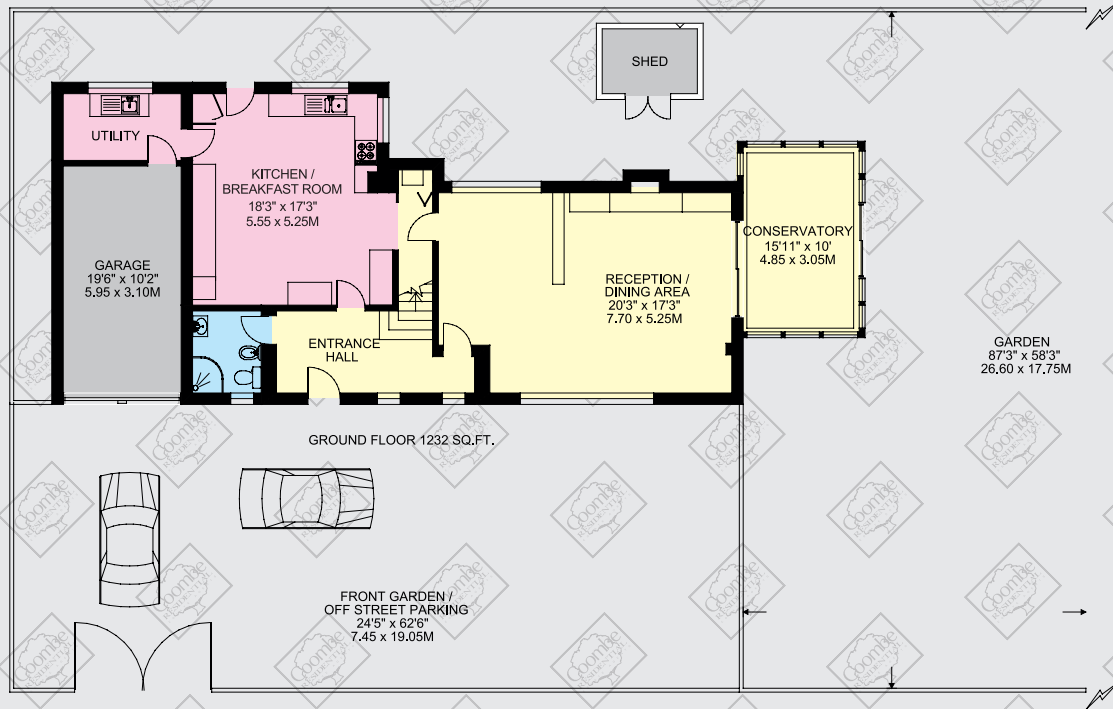 SHED
UTILITY
KITCHEN /
BREAKFAST ROOM
18'3" x 17'3"
5.55 x 5.25M
GARAGE
19'6" x 10'2"
5.95 x 3.10M
CONSERVATORY
15'11" x 10'
4.85 x 3.05M
RECEPTION /
DINING AREA
20'3" x 17'3"
7.70 x 5.25M
ENTRANCE
HALL
GARDEN
87'3" x 58'3"
26.60 x 17.75M
GROUND FLOOR 1232 SQ.FT.
FRONT GARDEN /
OFF STREET PARKING
24'5" x 62'6"
7.45 x 19.05M
Coombe
RESIDENTIAL